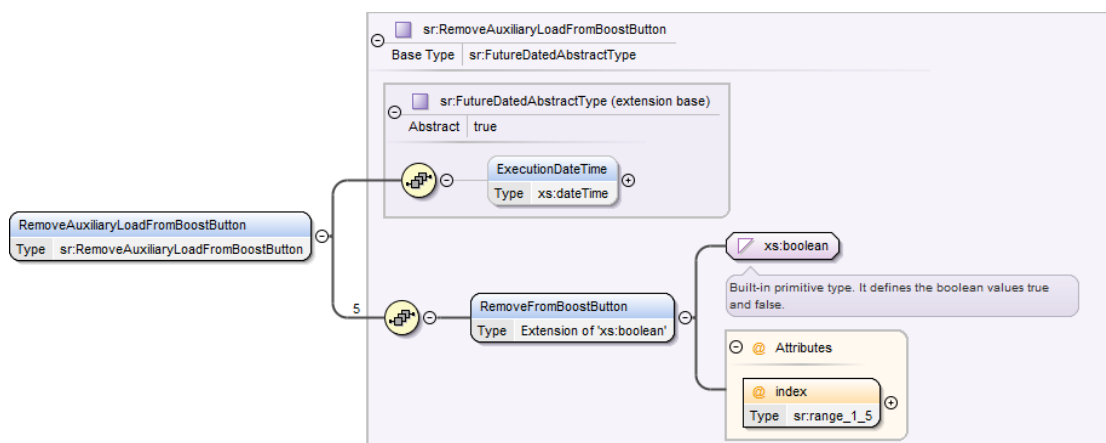 sr:RemoveAuxiliaryLoadFromBoostButton
Base Type sr:FutureDatedAbstractType
sr:FutureDatedAbstractType (extension base)
Abstract true
ExecutionDateTime
Type xs:dateTime
RemoveAuxiliaryLoadFromBoostButton
Type sr:RemoveAuxiliaryLoadFromBoostButton
5
RemoveFromBoostButton
Type Extension of 'xs:boolean'
xs:boolean
Built-in primitive type. It defines the boolean values true
and false.
@ Attributes
@ index
Type sr:range_1_5